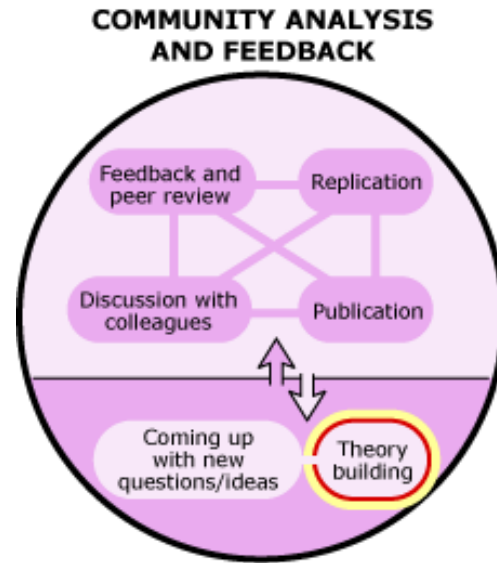 COMMUNITY ANALYSIS
AND FEEDBACK
Feedback and
peer review
Replication
Discussion with
colleagues
Publication
Coming up
with new
questions/ideas
Theory
building